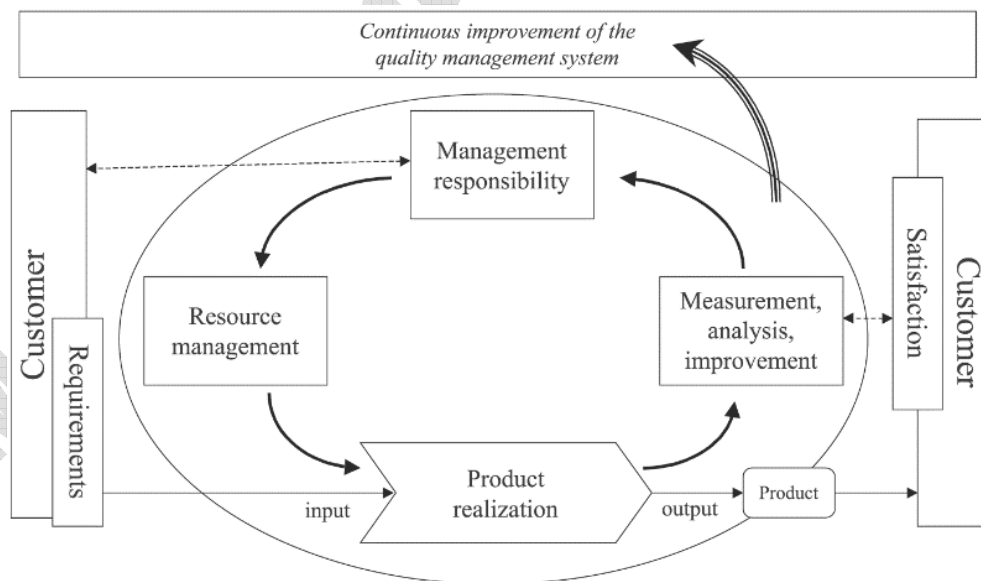 Continuous improvement of the
quality management system
Management
responsibility
Customer
Requirements
Resource
management
Measurement,
analysis,
improvement
Satisfaction
Customer
input
Product
realization
output
Product